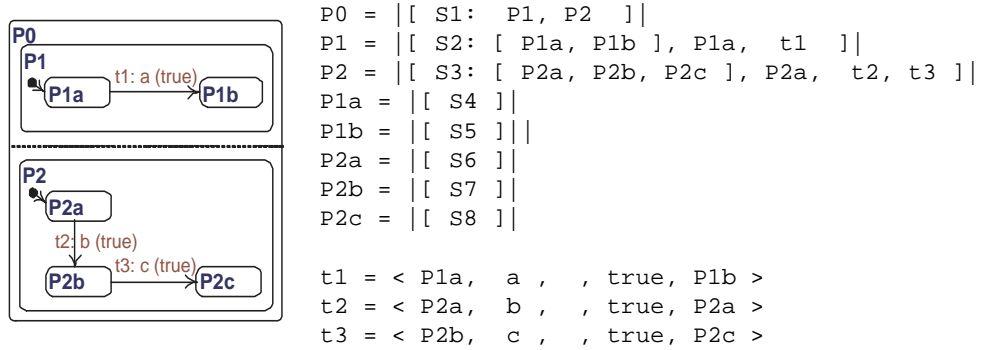 P0
P1
t1: a (true)
P1a
P1b
P2
P2a
t2: b (true)
t3: c (true)
P2b
P2c
P0 = |[ S1: P1, P2 ]|
P1 = |[ S2: [ P1a, P1b ], P1a, t1 ]|
P2 = |[ S3: [ P2a, P2b, P2c ], P2a, t2, t3 ]|
P1a = |[ S4 ]|
P1b = |[ S5 ]||
P2a = |[ S6 ]|
P2b = |[ S7 ]|
P2c = |[ S8 ]|
t1 = < P1a, a , , true, P1b >
t2 = < P2a, b , , true, P2a >
t3 = < P2b, c , , true, P2c >